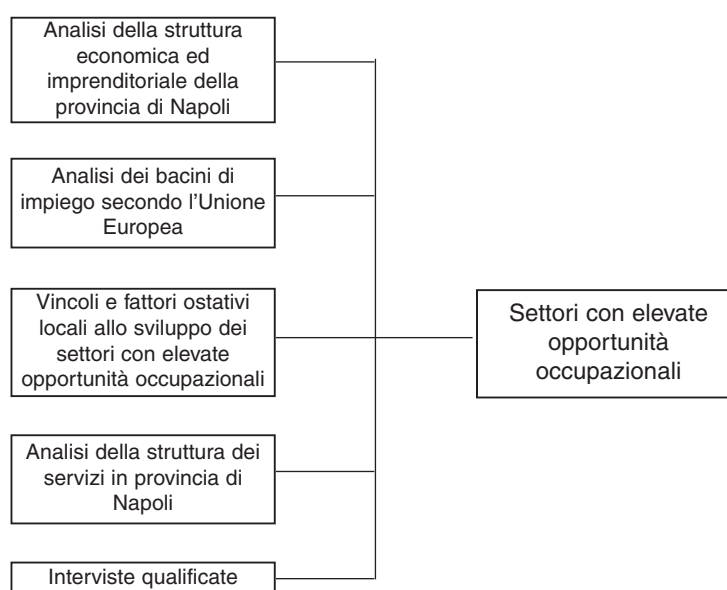 Analisi della struttura
economica ed
imprenditoriale della
provincia di Napoli
Analisi dei bacini di
impiego secondo l'Unione
Europea
Vincoli e fattori ostativi
locali allo sviluppo dei
settori con elevate
opportunità occupazionali
Analisi della struttura dei
servizi in provincia di
Napoli
Interviste qualificate
Settori con elevate
opportunità
occupazionali